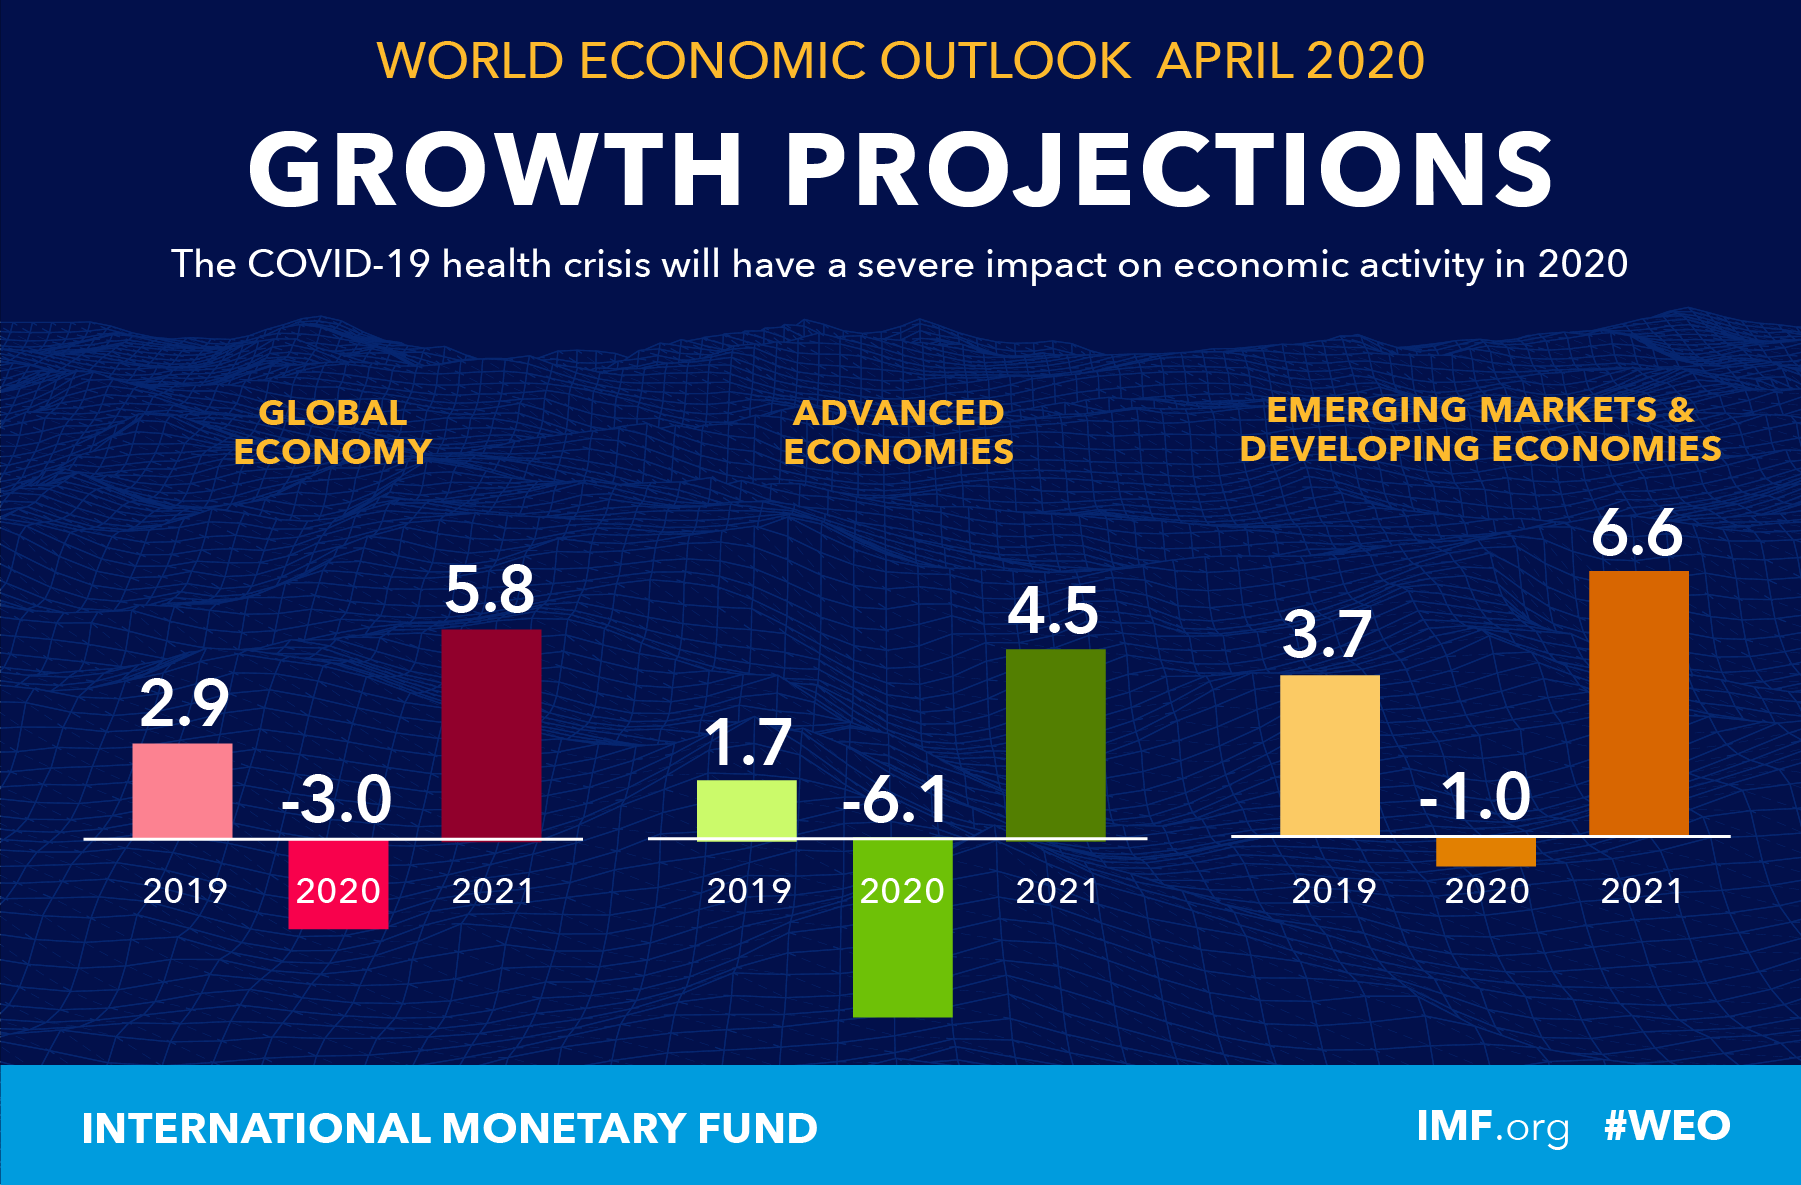 WORLD ECONOMIC OUTLOOK APRIL 2020
GROWTH PROJECTIONS
The COVID-19 health crisis will have a severe impact on economic activity in 2020
GLOBAL
ECONOMY
2.9
-3.0
5.8
2019
2020
2021
ADVANCED
ECONOMIES
1.7
-6.1
4.5
2019
2020
2021
EMERGING MARKETS &
DEVELOPING ECONOMIES
3.7
-1.0
6.6
2019
2020
2021
INTERNATIONAL MONETARY FUND
IMF.org #WEO